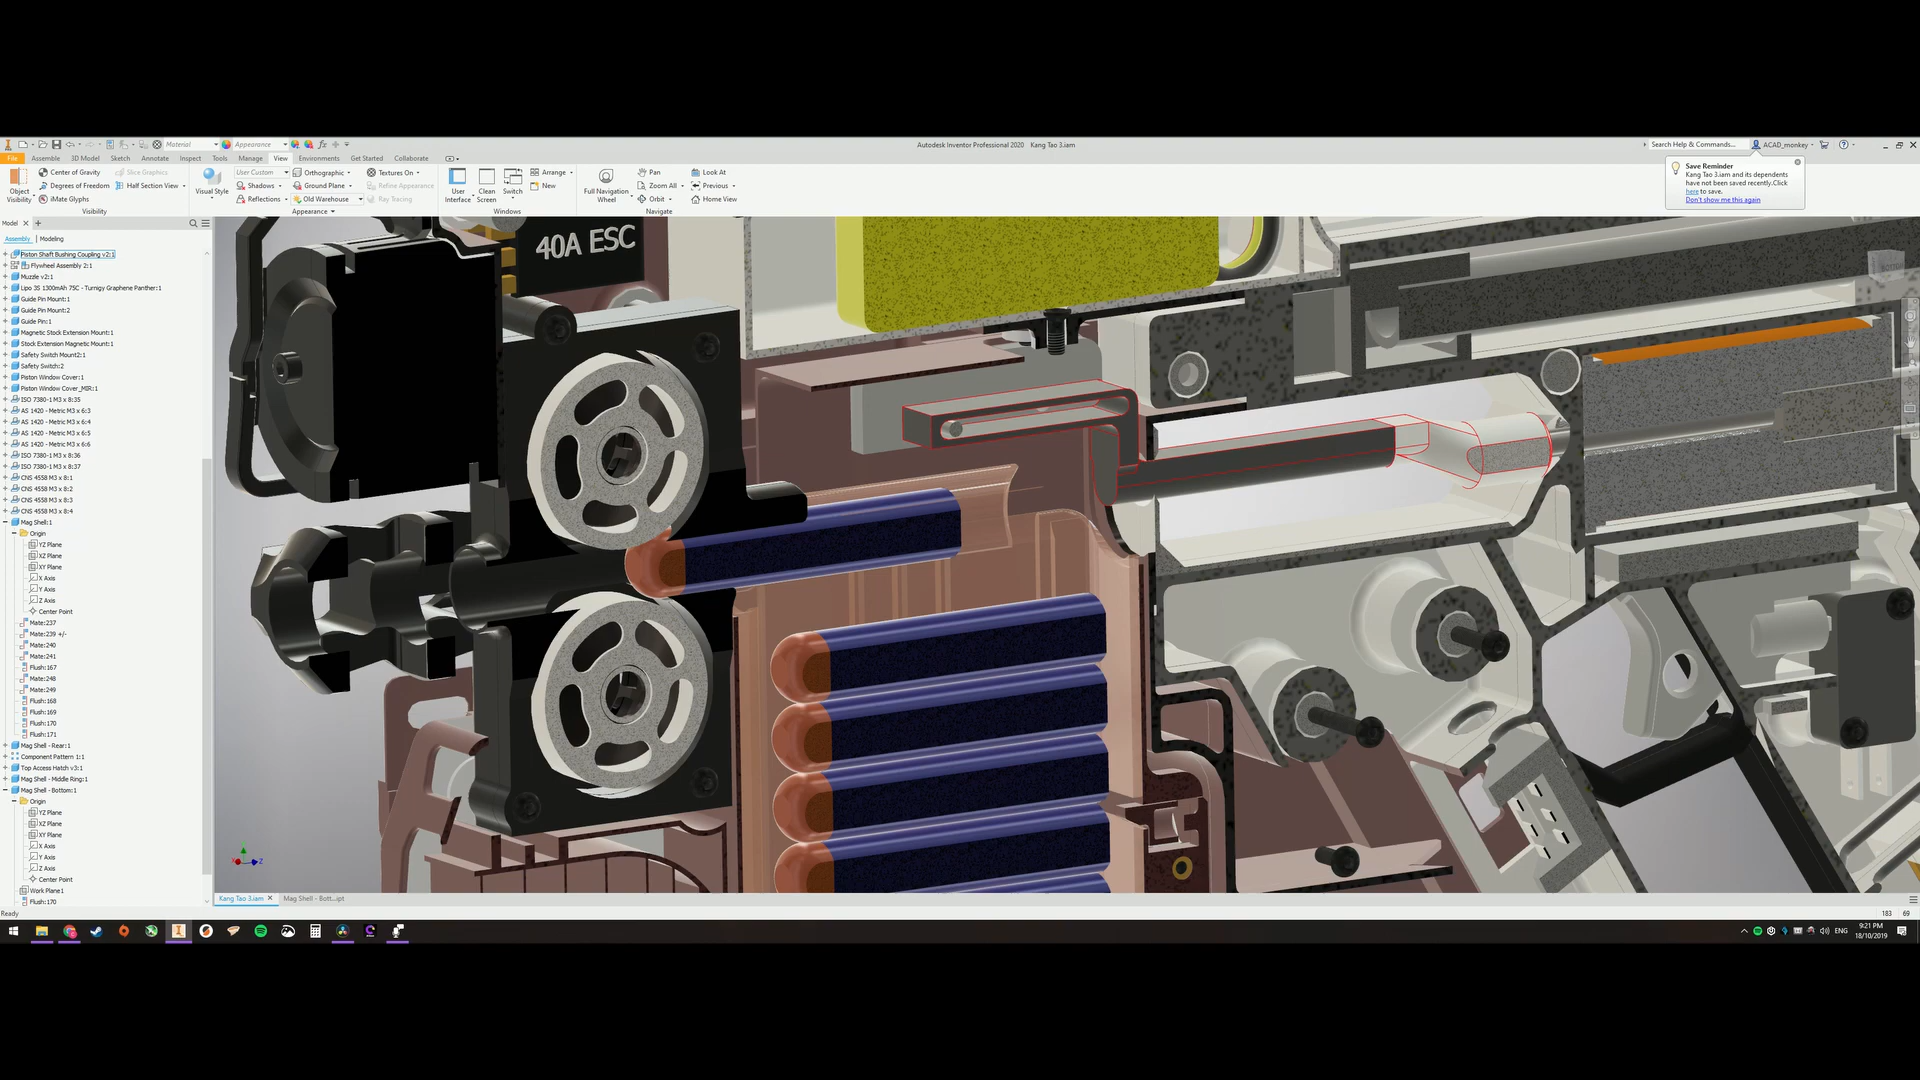 Material
Appearance
Autodesk Inventor Professional 2020 Kang Tao 3.iam
Search Help & Commands...
ACAD_monkey
File
Assemble
3D Model
Sketch
Annotate
Inspect
Tools
Manage
View
Environments
Get Started
Collaborate
Object Visibility
Center of Gravity
Degrees of Freedom
iMate Glyphs
Slice Graphics
Half Section View
Visibility
Visual Style
User Custom
Shadows
Reflections
Orthographic
Ground Plane
Old Warehouse
Textures On
Refine Appearance
Ray Tracing
Appearance
User Interface
Clean Screen
Switch
Arrange
New
Windows
Full Navigation Wheel
Pan
Zoom All
Orbit
Look At
Previous
Home View
Navigate
Save Reminder
Kang Tao 3.iam and its dependents
have not been saved recently.Click
here to save.
Don't show me this again
Model
Assembly | Modeling
Piston Shaft Bushing Coupling v2:1
Flywheel Assembly 2:1
Muzzle v2:1
Lipo 3S 1300mAh 75C - Turnigy Graphene Panther:1
Guide Pin Mount:1
Guide Pin Mount:2
Guide Pin:1
Magnetic Stock Extension Mount:1
Stock Extension Magnetic Mount:1
Safety Switch Mount2:1
Safety Switch:2
Piston Window Cover:1
Piston Window Cover_MIR:1
ISO 7380-1 M3 x 8:35
AS 1420 - Metric M3 x 6:3
AS 1420 - Metric M3 x 6:4
AS 1420 - Metric M3 x 6:5
AS 1420 - Metric M3 x 6:6
ISO 7380-1 M3 x 8:36
ISO 7380-1 M3 x 8:37
CNS 4558 M3 x 8:1
CNS 4558 M3 x 8:2
CNS 4558 M3 x 8:3
CNS 4558 M3 x 8:4
Mag Shell:1
Origin
YZ Plane
XZ Plane
XY Plane
X Axis
Y Axis
Z Axis
Center Point
Mate:237
Mate:239 +/-
Mate:240
Mate:241
Flush:167
Mate:248
Mate:249
Flush:168
Flush:169
Flush:170
Flush:171
Mag Shell - Rear:1
Component Pattern 1:1
Top Access Hatch v3:1
Mag Shell - Middle Ring:1
Mag Shell - Bottom:1
Origin
YZ Plane
XZ Plane
XY Plane
X Axis
Y Axis
Z Axis
Center Point
Work Plane1
Flush:170
40A ESC
Z
Kang Tao 3.iam
Mag Shell - Bott...ipt
Ready
183 69
ENG
9:21 PM
18/10/2019